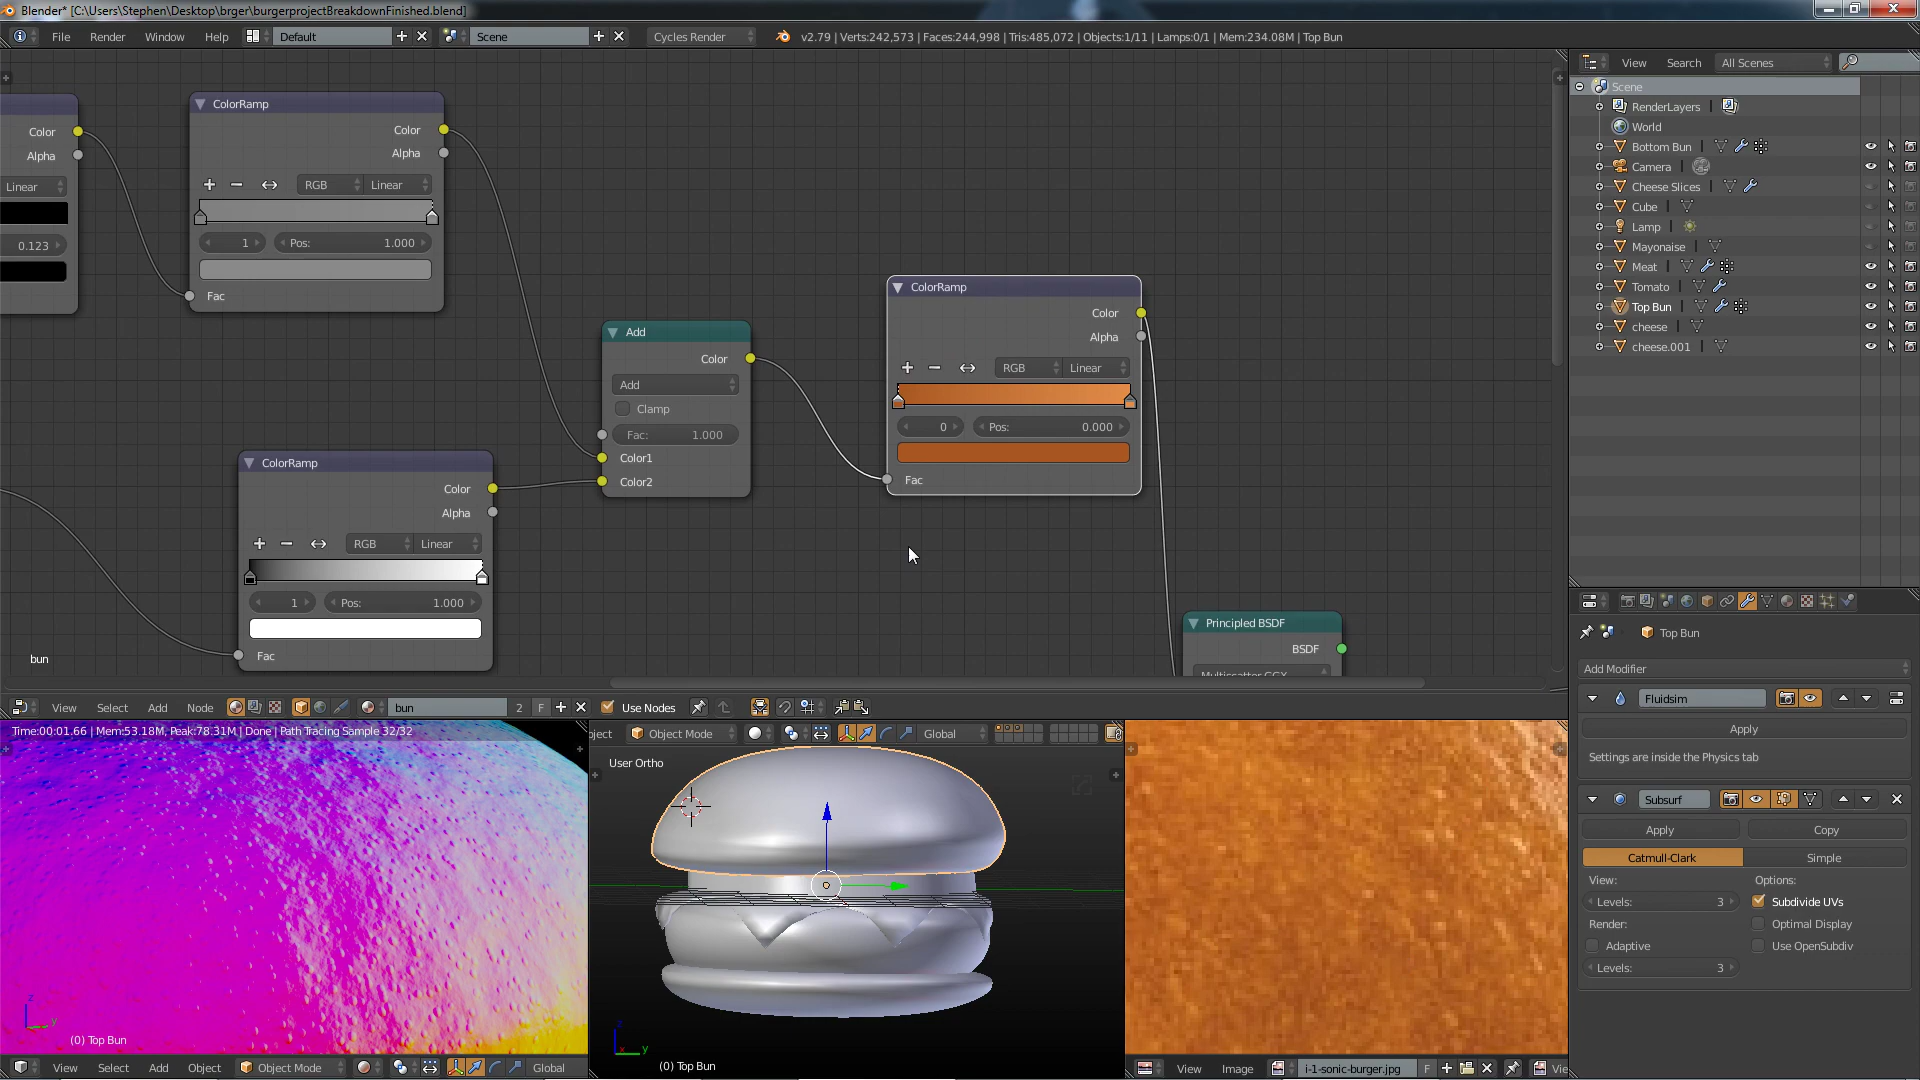 Blender* [C:\Users\Stephen\Desktop\brger\burgerprojectBreakdownFinished.blend]
File Render Window Help Default Scene Cycles Render v2.79 | Verts:242,573 | Faces:244,998 | Tris:485,072 | Objects:1/11 | Lamps:0/1 | Mem:234.08M | Top Bun
Color
Alpha
Linear
0.123
ColorRamp
Color
Alpha
RGB Linear
1 Pos: 1.000
Fac
ColorRamp
Color
Alpha
RGB Linear
1 Pos: 1.000
Fac
Add
Color
Add
Clamp
Fac: 1.000
Color1
Color2
ColorRamp
Color
Alpha
RGB Linear
0 Pos: 0.000
Fac
Principled BSDF
BSDF
Multiscatter GGX
bun
View Select Add Node bun 2 F Use Nodes
Time:00:01.66 | Mem:53.18M, Peak:78.31M | Done | Path Tracing Sample 32/32
(0) Top Bun
View Select Add Object Object Mode Global
ject Object Mode Global
User Ortho
(0) Top Bun
View Image i-1-sonic-burger.jpg F Vie
View Search All Scenes
Scene
RenderLayers
World
Bottom Bun
Camera
Cheese Slices
Cube
Lamp
Mayonaise
Meat
Tomato
Top Bun
cheese
cheese.001
Top Bun
Add Modifier
Fluidsim
Apply
Settings are inside the Physics tab
Subsurf
Apply Copy
Catmull-Clark Simple
View: Options:
Levels: 3 Subdivide UVs
Render: Optimal Display
Adaptive Use OpenSubdiv
Levels: 3